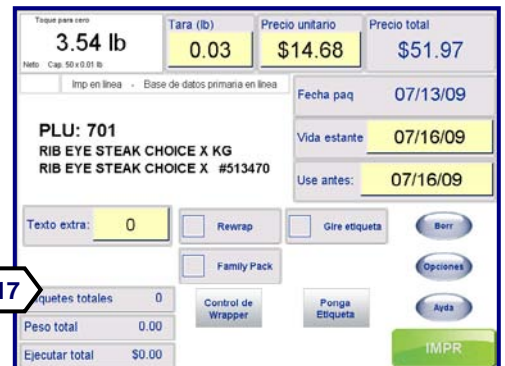 Toque para cero
3.54 lb
Neto Cap. 50 x 0.01 lb
Tara (lb)
0.03
Precio unitario
$14.68
Precio total
$51.97
Imp en linea - Base de datos primaria en linea
PLU: 701
RIB EYE STEAK CHOICE X KG
RIB EYE STEAK CHOICE X #513470
Fecha paq 07/13/09
Vida estante 07/16/09
Use antes: 07/16/09
Texto extra: 0
Rewrap
Gire etiqueta
Borr
Family Pack
Opciones
17
quetes totales 0
Peso total 0.00
Ejecutar total $0.00
Control de
Wrapper
Ponga
Etiqueta
Ayda
IMPR